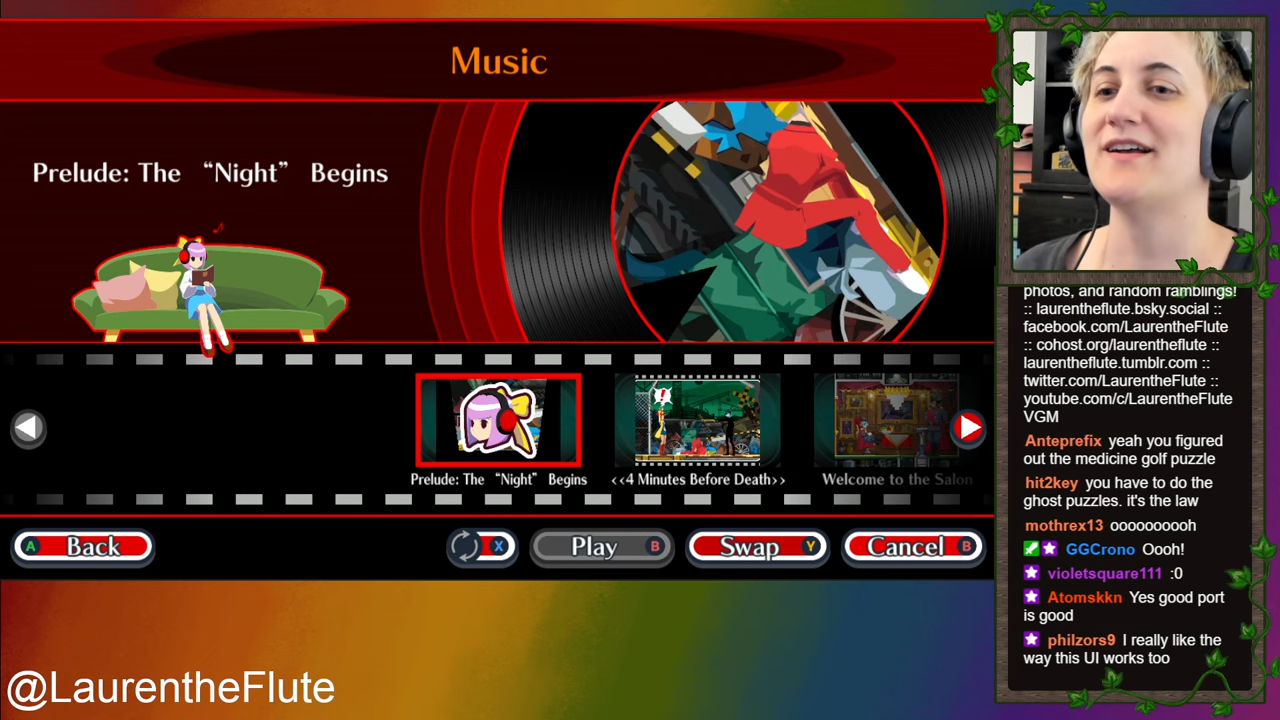 Music
Prelude: The “Night” Begins
Prelude: The “Night” Begins
<<4 Minutes Before Death>>
Welcome to the Salon
A Back
X
Play B
Swap Y
Cancel B
@LaurentheFlute
photos, and random ramblings!
:: laurentheflute.bsky.social ::
facebook.com/LaurentheFlute
:: cohost.org/laurentheflute ::
laurentheflute.tumblr.com ::
twitter.com/LaurentheFlute ::
youtube.com/c/LaurentheFlute
VGM
Anteprefix yeah you figured
out the medicine golf puzzle
hit2key you have to do the
ghost puzzles. it's the law
mothrex13 oooooooooh
GGCrono Oooh!
violetsquare111 :0
Atomskkn Yes good port
is good
philzors9 I really like the
way this UI works too